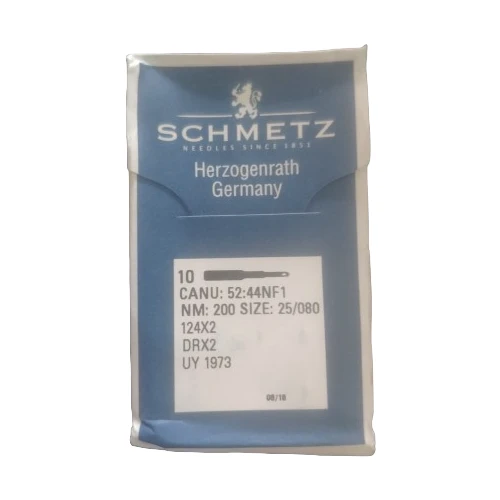 SCHMETZ
NEEDLES SINCE 1851
Herzogenrath
Germany
10
CANU: 52:44NF1
NM: 200 SIZE: 25/080
124X2
DRX2
UY 1973
08/18